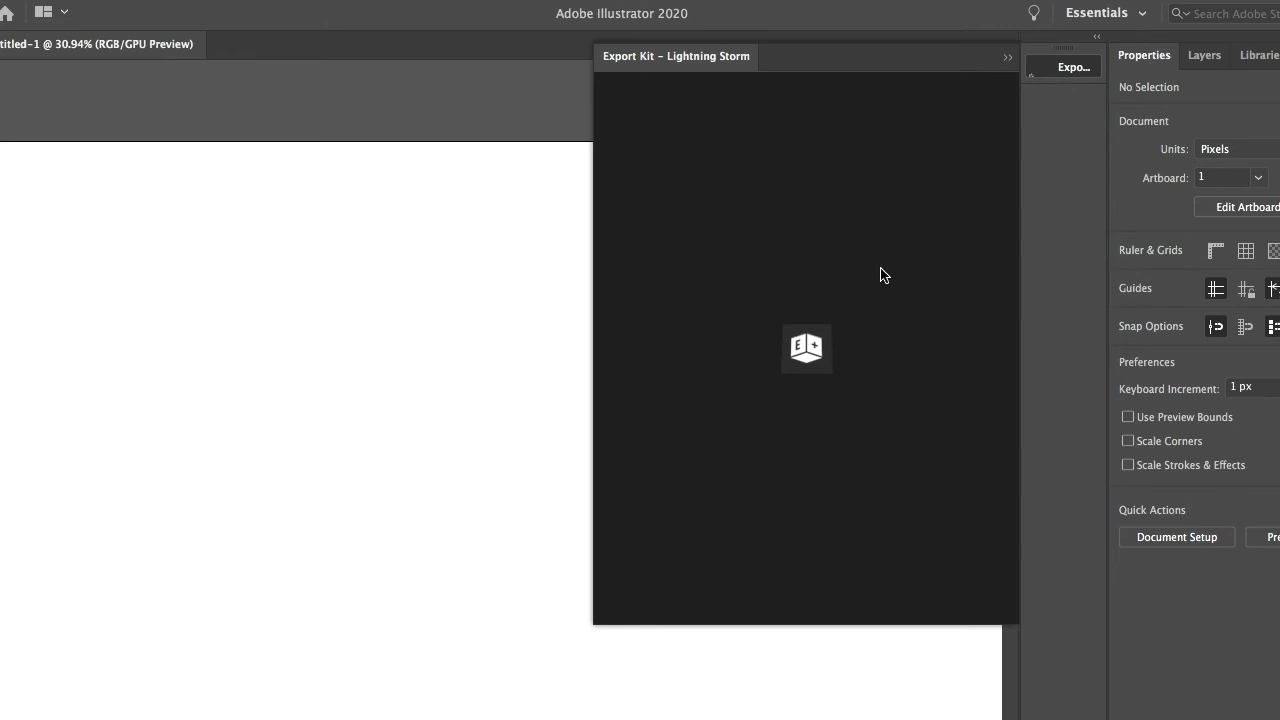 Adobe Illustrator 2020
Essentials
Search Adobe St
titled-1 @ 30.94% (RGB/GPU Preview)
Export Kit - Lightning Storm
Expo...
Properties
Layers
Librarie
No Selection
Document
Units:
Pixels
Artboard:
1
Edit Artboard
Ruler & Grids
Guides
Snap Options
E +
Preferences
Keyboard Increment:
1 px
Use Preview Bounds
Scale Corners
Scale Strokes & Effects
Quick Actions
Document Setup
Pre